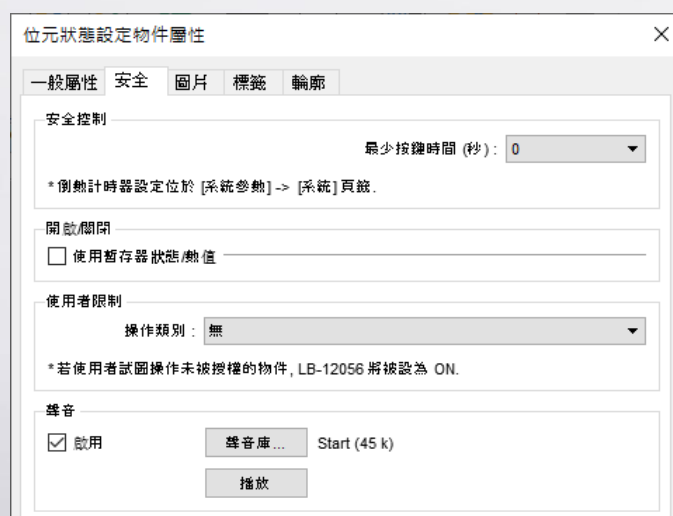 位元狀態設定物件屬性
一般屬性 安全 圖片 標籤 輪廓
安全控制
最少按鍵時間 (秒) : 0
*倒數計時器設定位於 [系統參數] -> [系統] 頁籤.
開啟/關閉
使用暫存器狀態/數值
使用者限制
操作類別 : 無
*若使用者試圖操作未被授權的物件, LB-12056 將被設為 ON.
聲音
啟用 聲音庫... Start (45 k)
播放